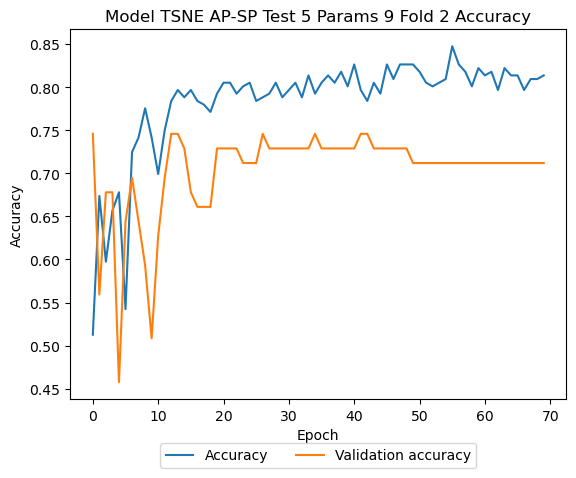 Model TSNE AP-SP Test 5 Params 9 Fold 2 Accuracy
0.85
0.80
0.75
0.70
0.65
0.60
0.55
0.50
0.45
Accuracy
0 10 20 30 40 50 60 70
Epoch
Accuracy Validation accuracy